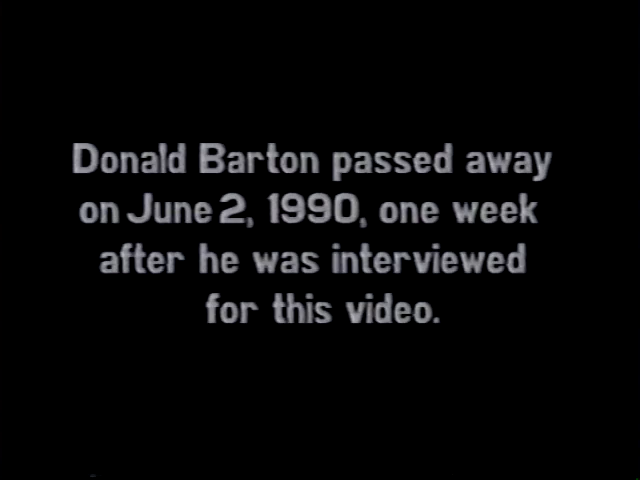 Donald Barton passed away
on June 2, 1990, one week
after he was interviewed
for this video.